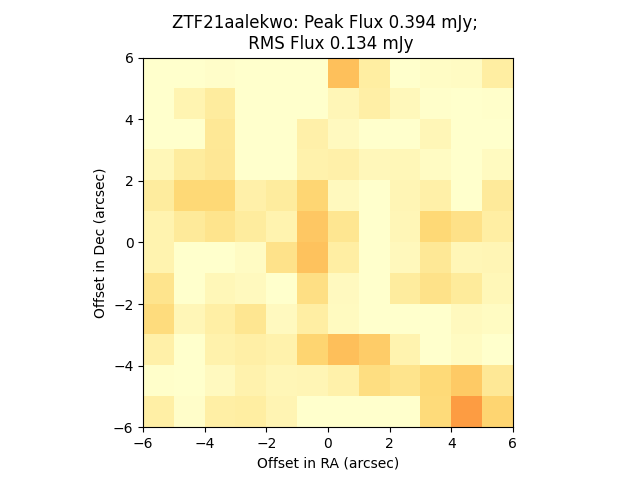 ZTF21aalekwo: Peak Flux 0.394 mJy;
RMS Flux 0.134 mJy
6
4
2
0
−2
−4
−6
Offset in Dec (arcsec)
−6 −4 −2 0 2 4 6
Offset in RA (arcsec)